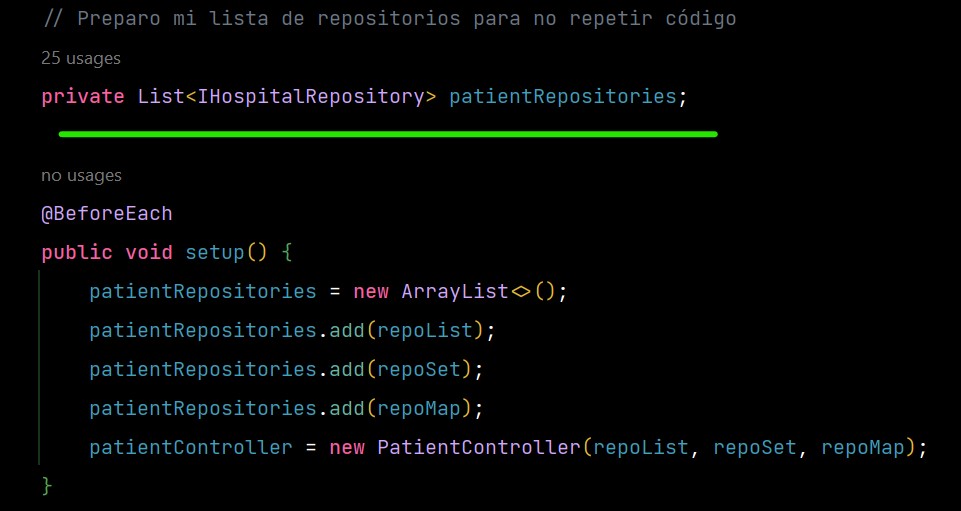 // Preparo mi lista de repositorios para no repetir código
25 usages
private List<IHospitalRepository> patientRepositories;
no usages
@BeforeEach
public void setup() {
patientRepositories = new ArrayList<>();
patientRepositories.add(repoList);
patientRepositories.add(repoSet);
patientRepositories.add(repoMap);
patientController = new PatientController(repoList, repoSet, repoMap);
}